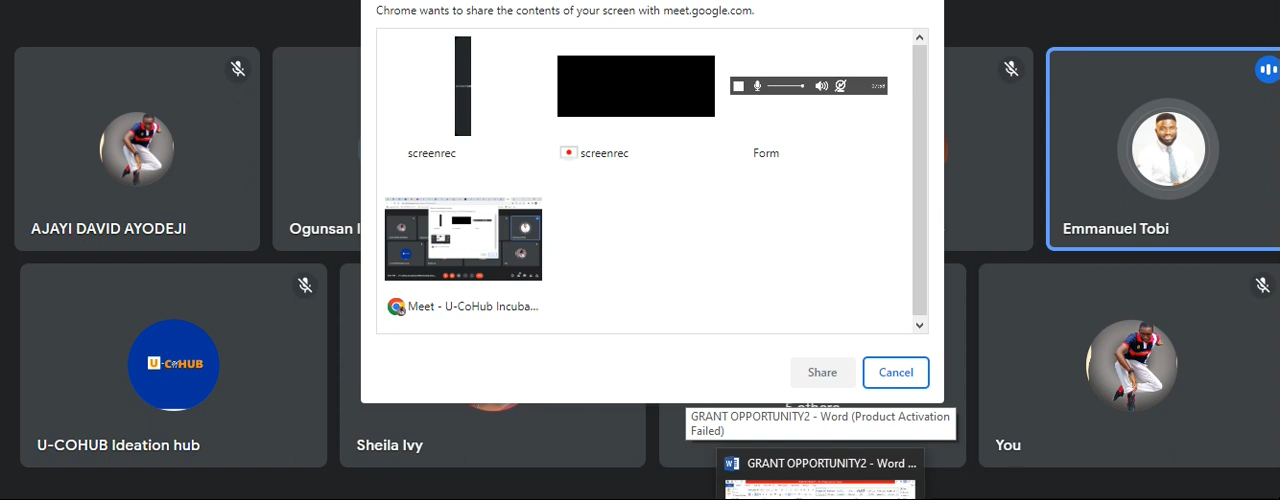 Chrome wants to share the contents of your screen with meet.google.com.
screenrec
screenrec
Form
AJAYI DAVID AYODEJI
Ogunsan
Emmanuel Tobi
Meet - U-CoHub Incuba...
Share
Cancel
U-COHUB
GRANT OPPORTUNITY2 - Word (Product Activation
Failed)
U-COHUB Ideation hub
Sheila Ivy
You
GRANT OPPORTUNITY2 - Word ...